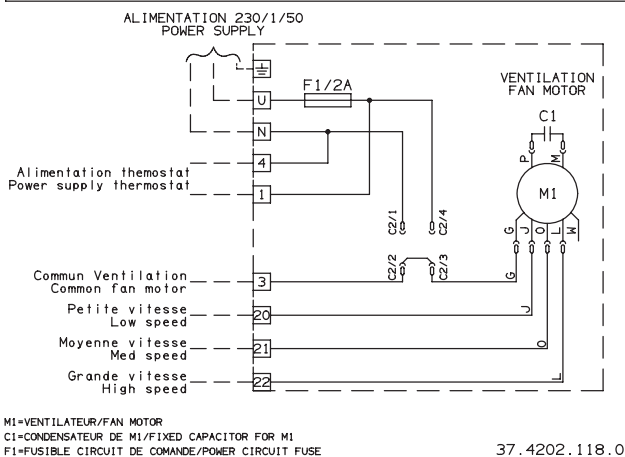 ALIMENTATION 230/1/50
POWER SUPPLY
VENTILATION
FAN MOTOR
F1/2A
U
N
4
1
C1
P
M
M1
Alimentation themostat
Power supply thermostat
C2/1
C2/4
G
J
O
L
W
C2/2
C2/3
G
Commun Ventilation
Common fan motor
3
Petite vitesse
Low speed
20
J
Moyenne vitesse
Med speed
21
O
Grande vitesse
High speed
22
L
M1=VENTILATEUR/FAN MOTOR
C1=CONDENSATEUR DE M1/FIXED CAPACITOR FOR M1
F1=FUSIBLE CIRCUIT DE COMANDE/POWER CIRCUIT FUSE
37.4202.118.0